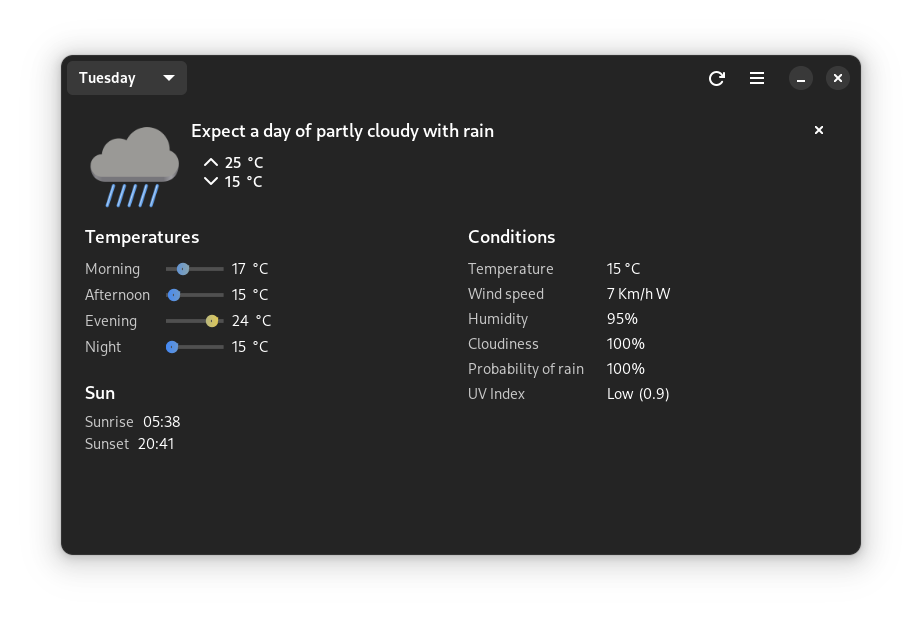 Tuesday
Expect a day of partly cloudy with rain
25 °C
15 °C
Temperatures
Morning 17 °C
Afternoon 15 °C
Evening 24 °C
Night 15 °C
Sun
Sunrise 05:38
Sunset 20:41
Conditions
Temperature 15 °C
Wind speed 7 Km/h W
Humidity 95%
Cloudiness 100%
Probability of rain 100%
UV Index Low (0.9)